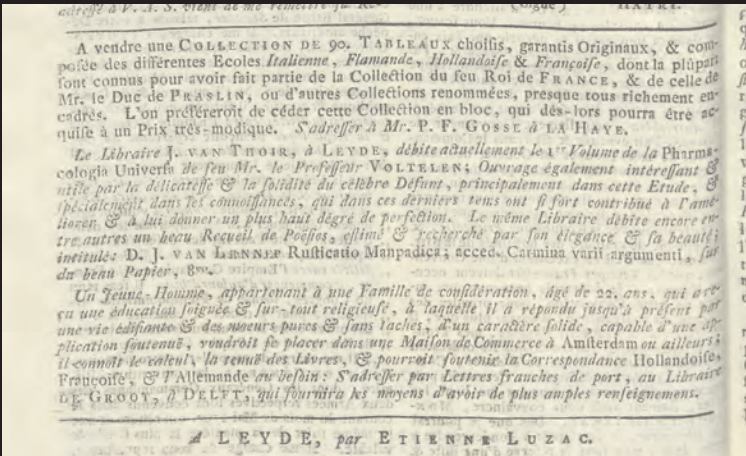 adressé à V. A. S. vient de me remettre
A vendre une COLLECTION DE 90. TABLEAUX choiſis, garantis Originaux, & com-
poſée des différentes Ecoles Italienne, Flamande, Hollandoiſe & Françoiſe, dont la plûpart
ſont connus pour avoir fait partie de la Collection du feu Roi de FRANCE, & de celle de
Mr. le Duc de PRASLIN, ou d'autres Collections renommées, presque tous richement en-
cadrés. L'on préféreroit de céder cette Collection en bloc, qui dès-lors pourra être ac-
quiſe à un Prix très-modique. S'adreſſer à Mr. P. F. GOSSE à LA HAYE.
Le Libraire J. VAN THOIR, à LEYDE, débite actuellement le 1er Volume de la Pharma-
cologia Universa de feu Mr. le Profeſſeur VOLTELEN; Ouvrage également intéreſſant &
utile par la délicateſſe & la ſolidité du célèbre Défunt, principalement dans cette Etude, &
ſpécialement dans les connoiſſances, qui dans ces derniers tems ont ſi fort contribué à l'amé-
liorer & à lui donner un plus haut dégré de perfection. Le même Libraire débite encore en-
tre autres un beau Recueil de Poëſies, eſtimé & recherché par ſon élegance & ſa beauté;
intitulé: D. J. VAN LENNEP Ruſticatio Manpadica; acced. Carmina varii argumenti, ſur
du beau Papier, 8vo.
Un Jeune-Homme, appartenant à une Famille de conſidération, âgé de 22. ans, qui a re-
çu une éducation ſoignée & ſur-tout religieuſe, à laquelle il a répondu juſqu'à préſent par
une vie édifiante & des moeurs pures & ſans taches, d'un caractère ſolide, capable d'une ap-
plication ſoutenuë, voudroit ſe placer dans une Maiſon de Commerce à Amſterdam ou ailleurs;
il connoît le calcul, la tenuë des Livres, & pourroit ſoutenir la Correspondance Hollandoiſe,
Françoiſe, & l'Allemande au beſoin: S'adreſſer par Lettres franches de port, au Libraire
DE GROOT, à DELFT, qui fournira les moyens d'avoir de plus amples renſeignemens.
A LEYDE, par ETIENNE LUZAC.